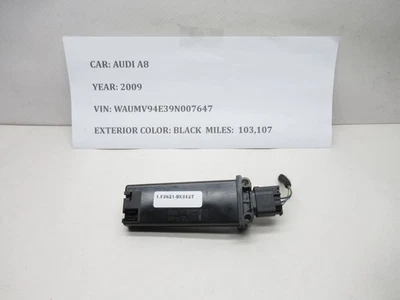 CAR: AUDI A8
YEAR: 2009
VIN: WAUMV94E39N007647
EXTERIOR COLOR: BLACK MILES: 103,107